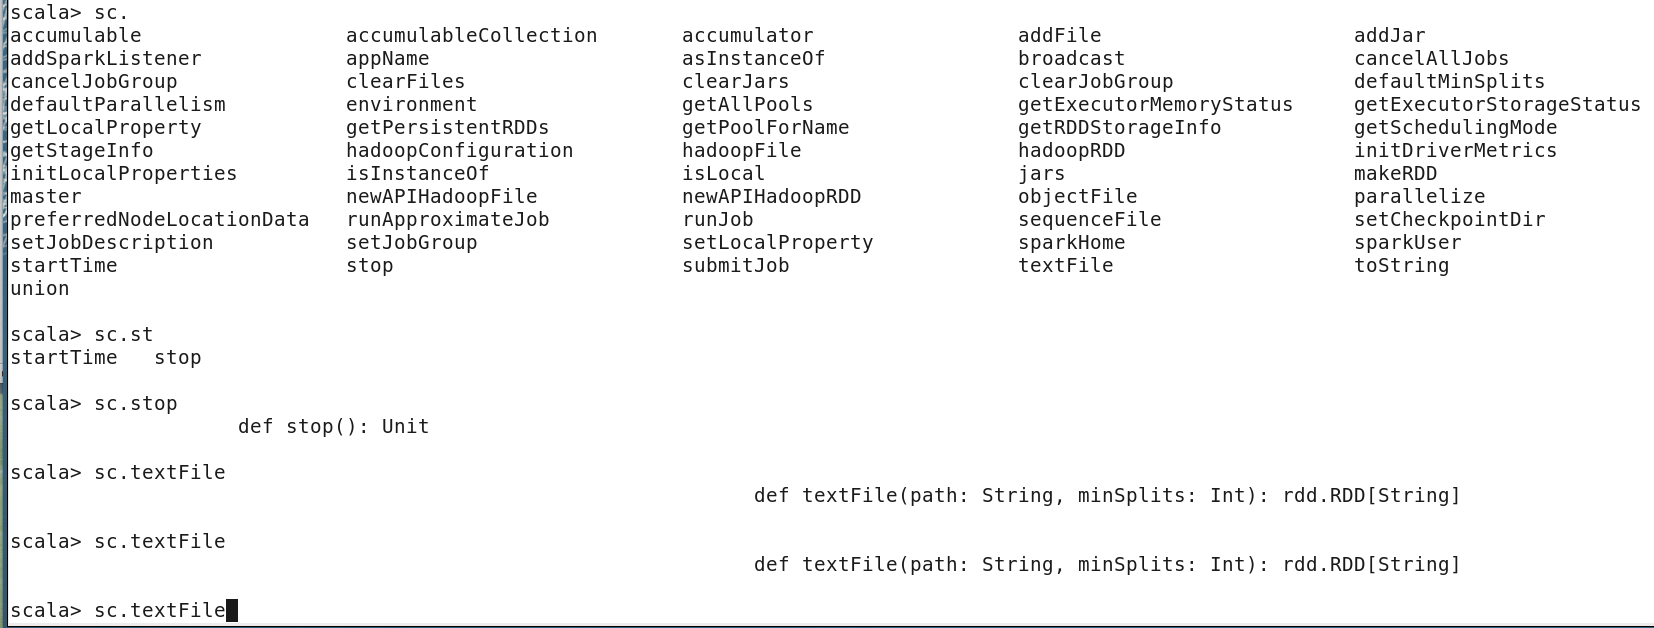 scala> sc.
accumulable accumulableCollection accumulator addFile addJar
addSparkListener appName asInstanceOf broadcast cancelAllJobs
cancelJobGroup clearFiles clearJars clearJobGroup defaultMinSplits
defaultParallelism environment getAllPools getExecutorMemoryStatus getExecutorStorageStatus
getLocalProperty getPersistentRDDs getPoolForName getRDDStorageInfo getSchedulingMode
getStageInfo hadoopConfiguration hadoopFile hadoopRDD initDriverMetrics
initLocalProperties isInstanceOf isLocal jars makeRDD
master newAPIHadoopFile newAPIHadoopRDD objectFile parallelize
preferredNodeLocationData runApproximateJob runJob sequenceFile setCheckpointDir
setJobDescription setJobGroup setLocalProperty sparkHome sparkUser
startTime stop submitJob textFile toString
union
scala> sc.st
startTime stop
scala> sc.stop
def stop(): Unit
scala> sc.textFile
def textFile(path: String, minSplits: Int): rdd.RDD[String]
scala> sc.textFile
def textFile(path: String, minSplits: Int): rdd.RDD[String]
scala> sc.textFile